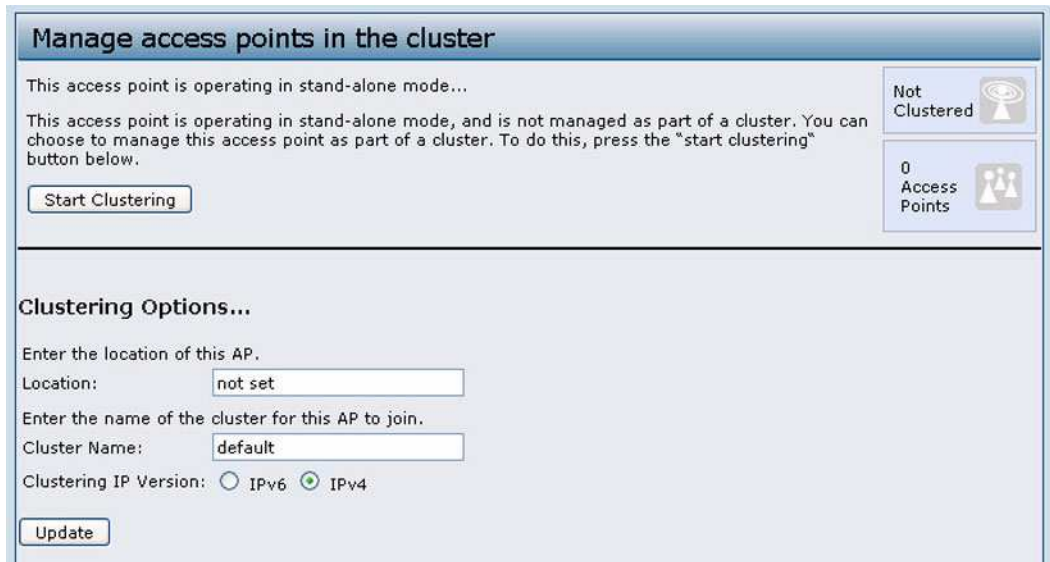 Manage access points in the cluster
This access point is operating in stand-alone mode...
This access point is operating in stand-alone mode, and is not managed as part of a cluster. You can
choose to manage this access point as part of a cluster. To do this, press the "start clustering"
button below.
Start Clustering
Not
Clustered
0
Access
Points
Clustering Options...
Enter the location of this AP.
Location: not set
Enter the name of the cluster for this AP to join.
Cluster Name: default
Clustering IP Version: IPv6 IPv4
Update